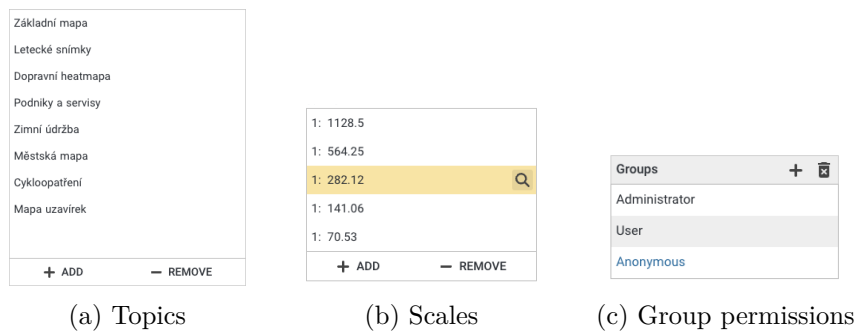 Základní mapa
Letecké snímky
Dopravní heatmapa
Podniky a servisy
Zimní údržba
Městská mapa
Cykloopatření
Mapa uzavírek
+ ADD − REMOVE
(a) Topics
1: 1128.5
1: 564.25
1: 282.12
1: 141.06
1: 70.53
+ ADD − REMOVE
(b) Scales
Groups +
Administrator
User
Anonymous
(c) Group permissions